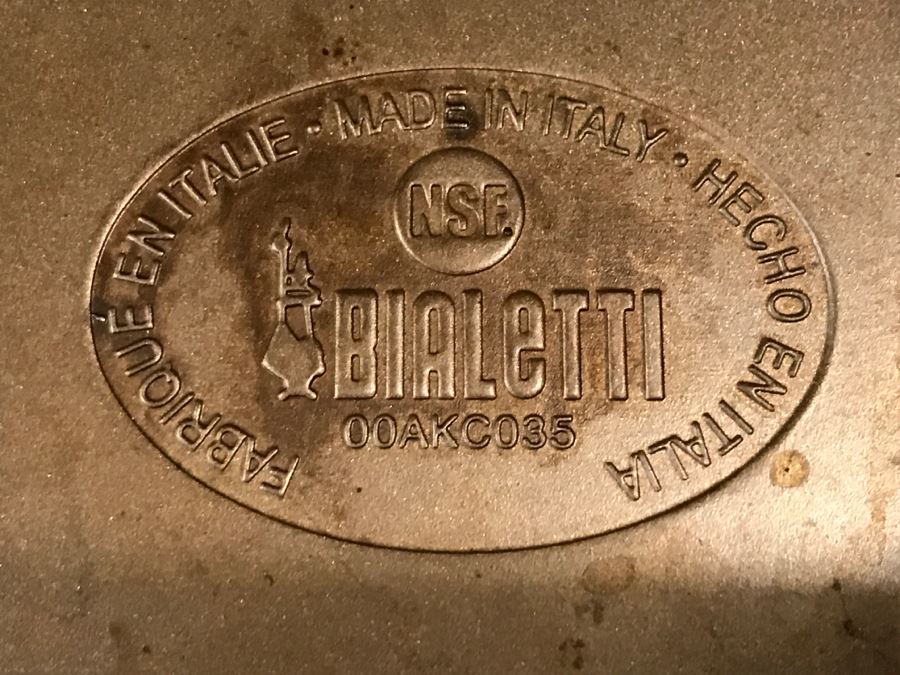 FABRIQUÉ EN ITALIE · MADE IN ITALY · HECHO EN ITALIA
NSF.
BIALeTTI
00AKC035